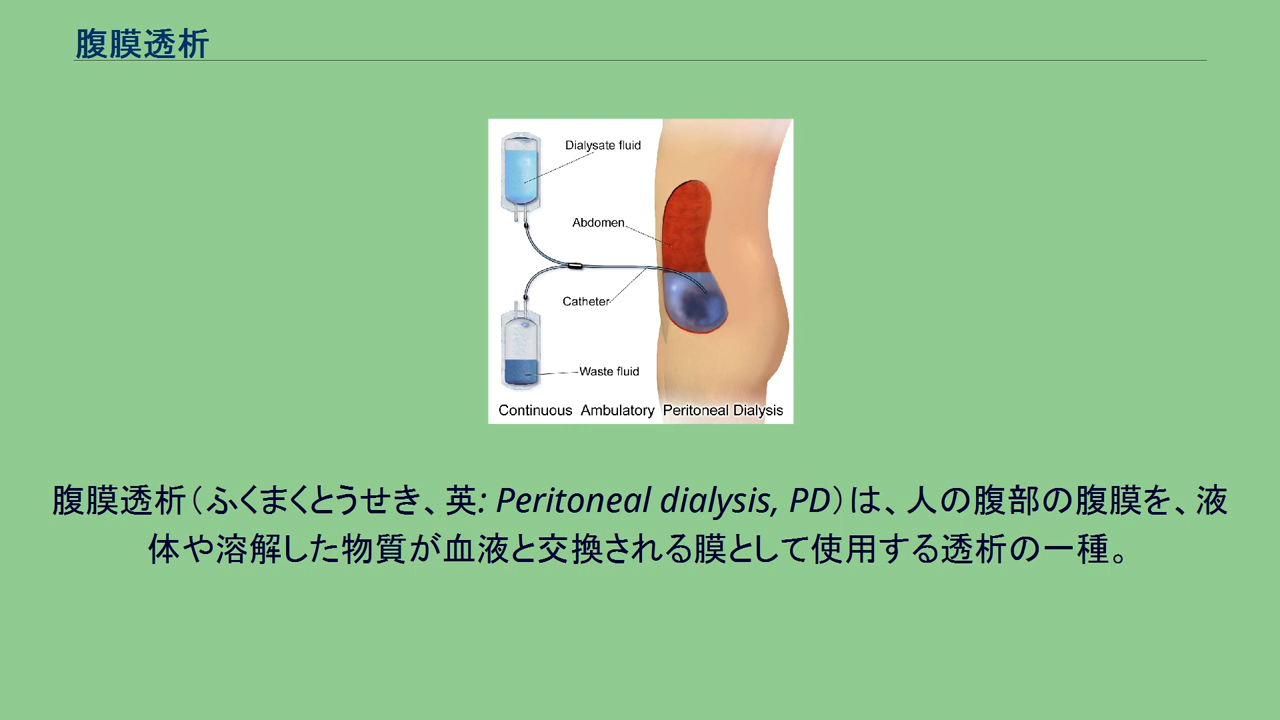 腹膜透析
Dialysate fluid
Abdomen
Catheter
Waste fluid
Continuous Ambulatory Peritoneal Dialysis
腹膜透析（ふくまくとうせき、英: Peritoneal dialysis, PD）は、人の腹部の腹膜を、液
体や溶解した物質が血液と交換される膜として使用する透析の一種。